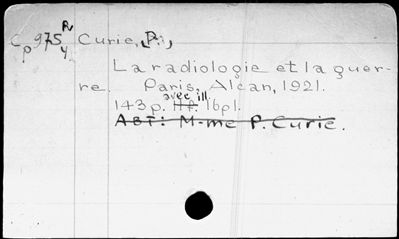 Cp 975 R y Curie, P.,
La radiologie et la guer-
re. Paris, Alcan, 1921.
avec ill.
143 p. 16 pl.
Авт: M-me P. Curie.